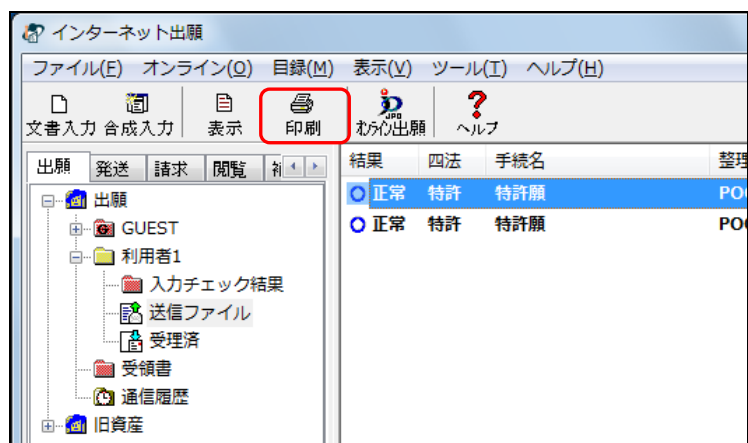 インターネット出願
ファイル(F) オンライン(O) 目録(M) 表示(V) ツール(T) ヘルプ(H)
文書入力 合成入力 表示 印刷 オンライン出願 ヘルプ
出願 発送 請求 閲覧
結果 四法 手続名 整理
正常 特許 特許願 PO
正常 特許 特許願 PO
出願
GUEST
利用者1
入力チェック結果
送信ファイル
受理済
受領書
通信履歴
旧資産